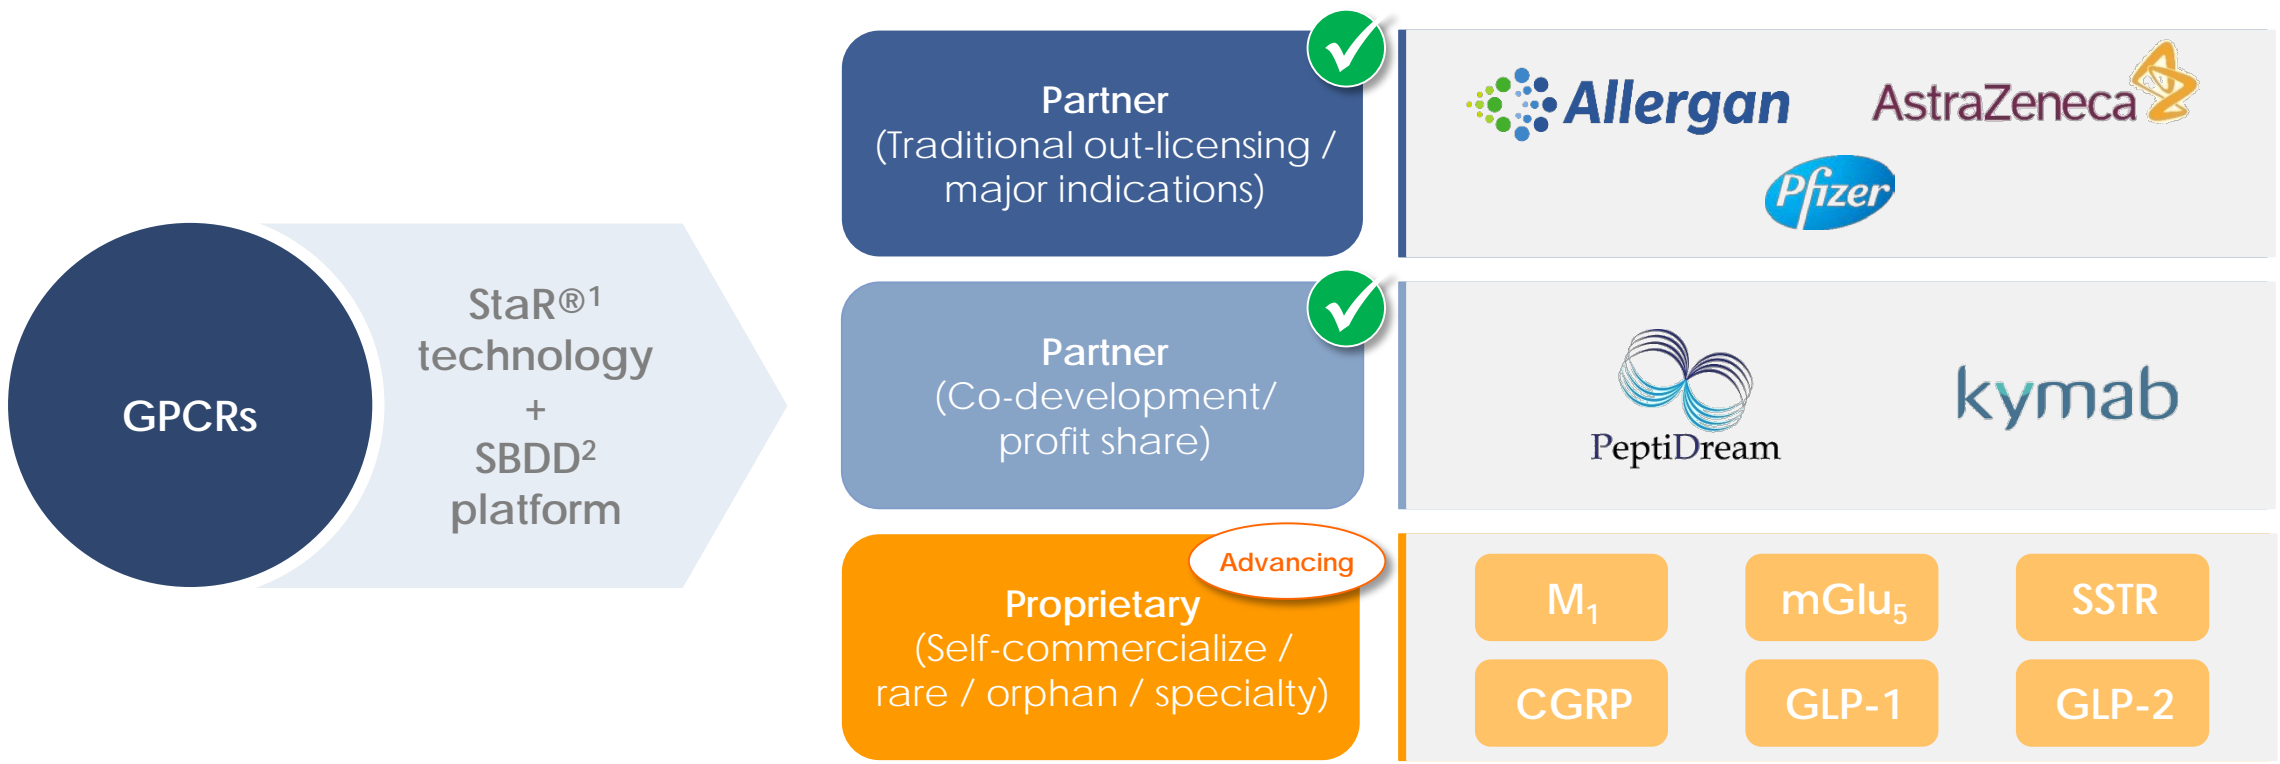 GPCRs
StaR®1
technology
+
SBDD2
platform
Partner
(Traditional out-licensing /
major indications)
Allergan
AstraZeneca
Pfizer
Partner
(Co-development/
profit share)
PeptiDream
kymab
Advancing
Proprietary
(Self-commercialize /
rare / orphan / specialty)
M1
mGlu5
SSTR
CGRP
GLP-1
GLP-2